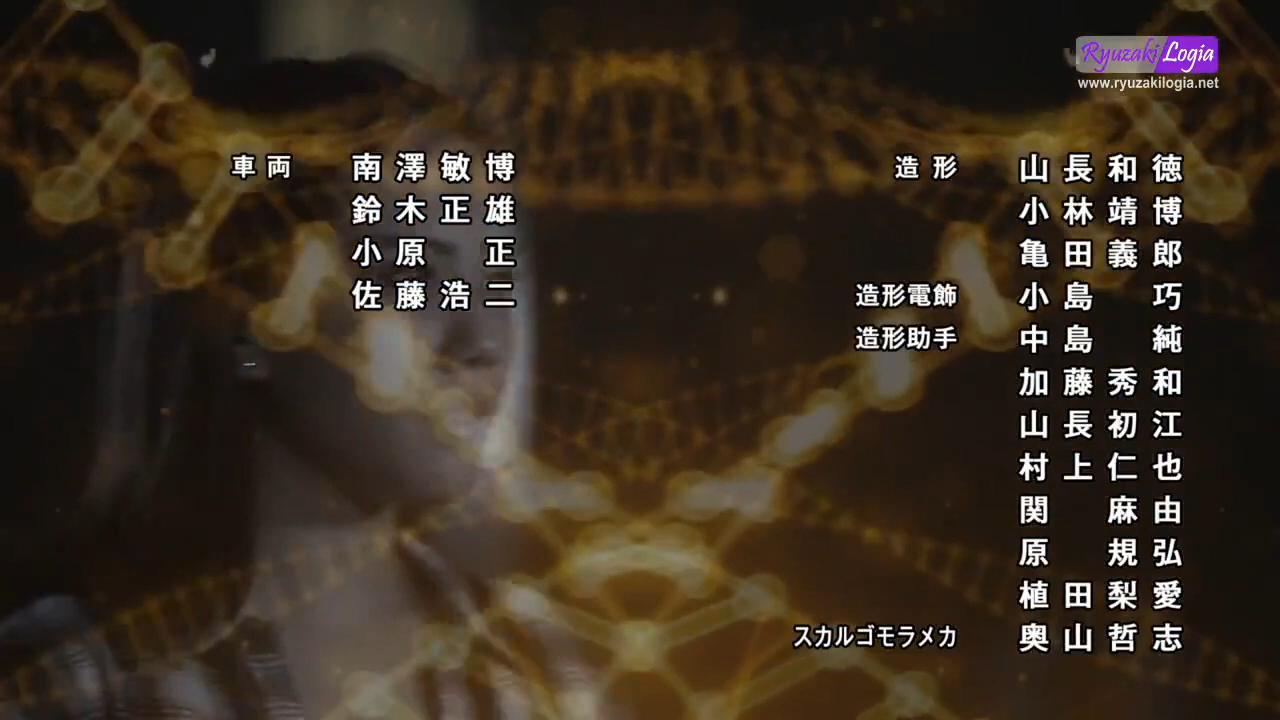 Ryuzaki Logia
www.ryuzakilogia.net
車両 南澤敏博
鈴木正雄
小原 正
佐藤浩二
造形 山長和徳
小林靖博
亀田義郎
造形電飾 小島 巧
造形助手 中島 純
加藤秀和
山長初江
村上仁也
関 麻由
原 規弘
植田梨愛
スカルゴモラメカ 奥山哲志